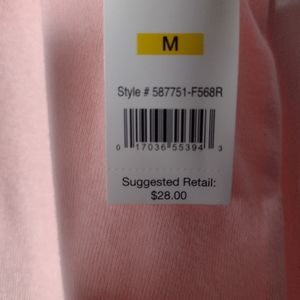 M
Style # 587751-F568R
0 17036 55394 3
Suggested Retail:
$28.00